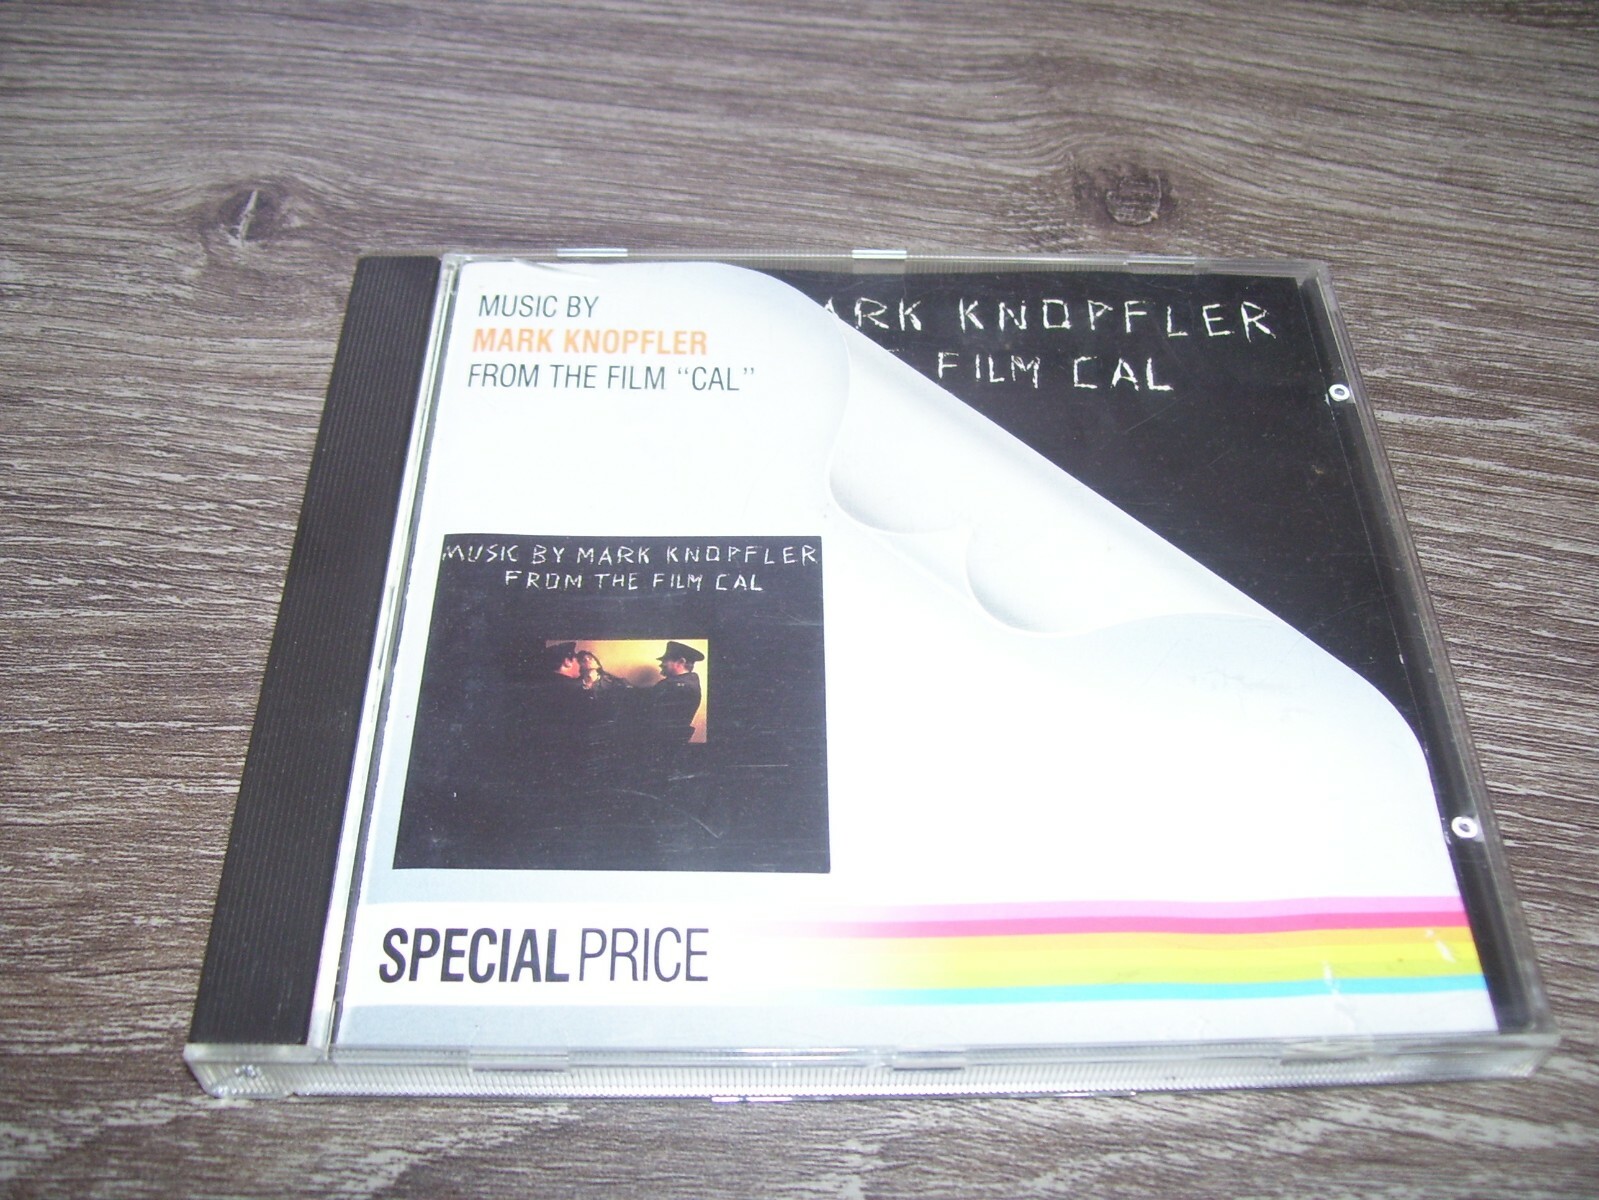 MUSIC BY
MARK KNOPFLER
FROM THE FILM “CAL”
ARK KNOPFLER
FILM CAL
MUSIC BY MARK KNOPFLER
FROM THE FILM CAL
SPECIAL PRICE